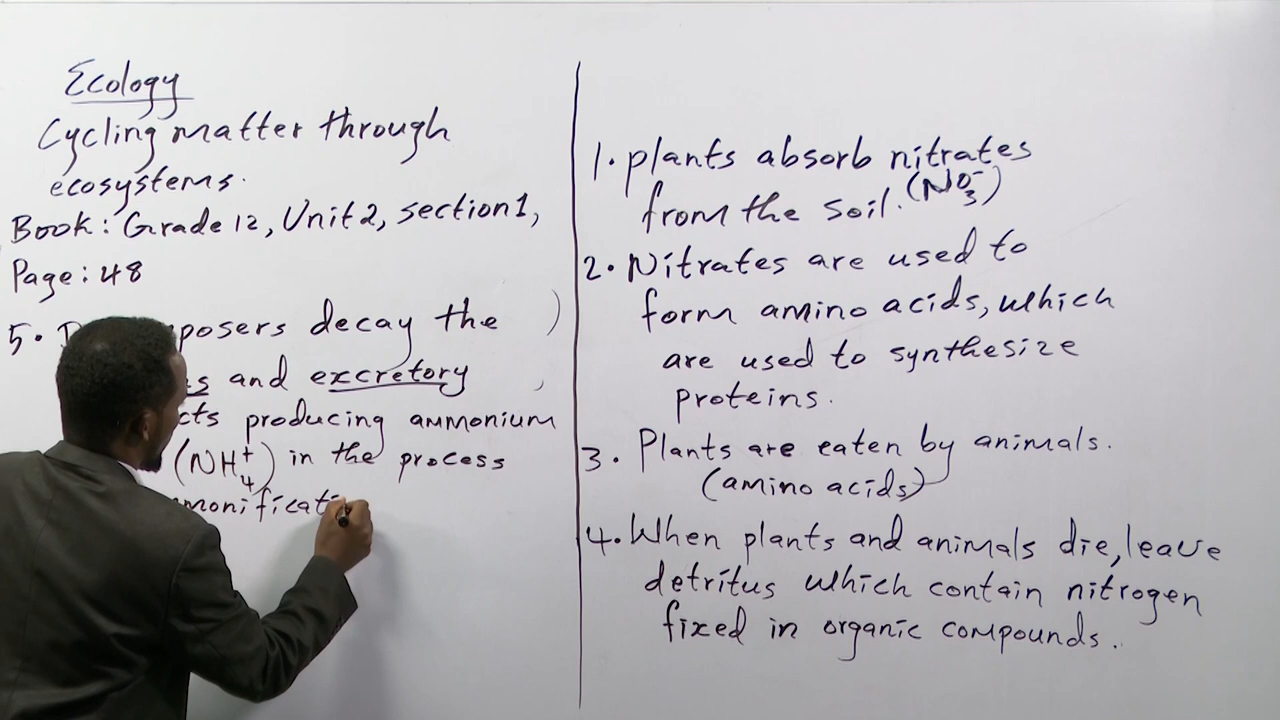 Ecology
Cycling matter through
ecosystems.
Book: Grade 12, Unit 2, section 1,
Page: 48
5. posers decay the
and excretory
cts producing ammonium
(NH4+) in the process
monificati
1. plants absorb nitrates
from the soil. (NO3-)
2. Nitrates are used to
form amino acids, which
are used to synthesize
proteins.
3. Plants are eaten by animals.
(amino acids)
4. When plants and animals die, leave
detritus which contain nitrogen
fixed in organic compounds.